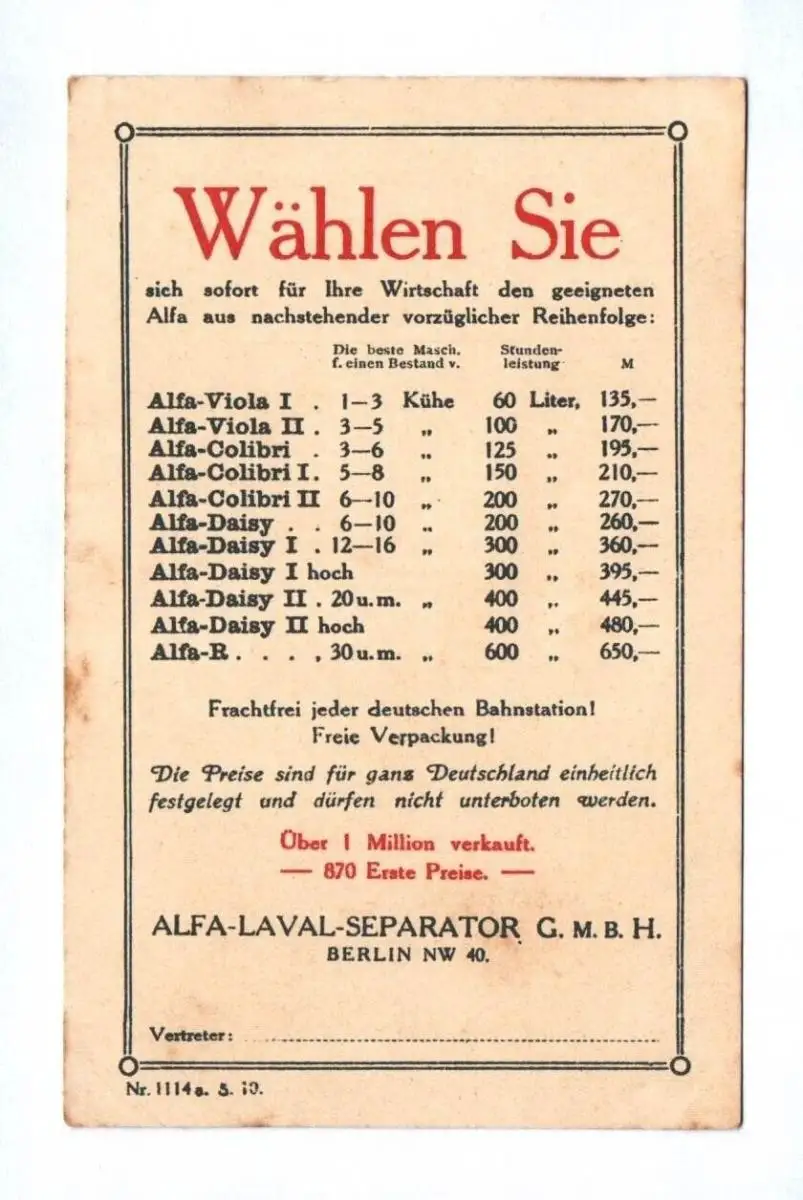 Wählen Sie
sich sofort für Ihre Wirtschaft den geeigneten
Alfa aus nachstehender vorzüglicher Reihenfolge:
Die beste Masch. Stunden-
f. einen Bestand v. leistung M
Alfa-Viola I . 1—3 Kühe 60 Liter, 135,—
Alfa-Viola II . 3—5 „ 100 „ 170,—
Alfa-Colibri . 3—6 „ 125 „ 195,—
Alfa-Colibri I. 5—8 „ 150 „ 210,—
Alfa-Colibri II 6—10 „ 200 „ 270,—
Alfa-Daisy . . 6—10 „ 200 „ 260,—
Alfa-Daisy I . 12—16 „ 300 „ 360,—
Alfa-Daisy I hoch 300 „ 395,—
Alfa-Daisy II . 20 u. m. „ 400 „ 445,—
Alfa-Daisy II hoch 400 „ 480,—
Alfa-R . . . . 30 u. m. „ 600 „ 650,—
Frachtfrei jeder deutschen Bahnstation!
Freie Verpackung!
Die Preise sind für ganz Deutschland einheitlich
festgelegt und dürfen nicht unterboten werden.
Über 1 Million verkauft.
— 870 Erste Preise. —
ALFA-LAVAL-SEPARATOR G. M. B. H.
BERLIN NW 40.
Vertreter:
Nr. 1114a. 5.